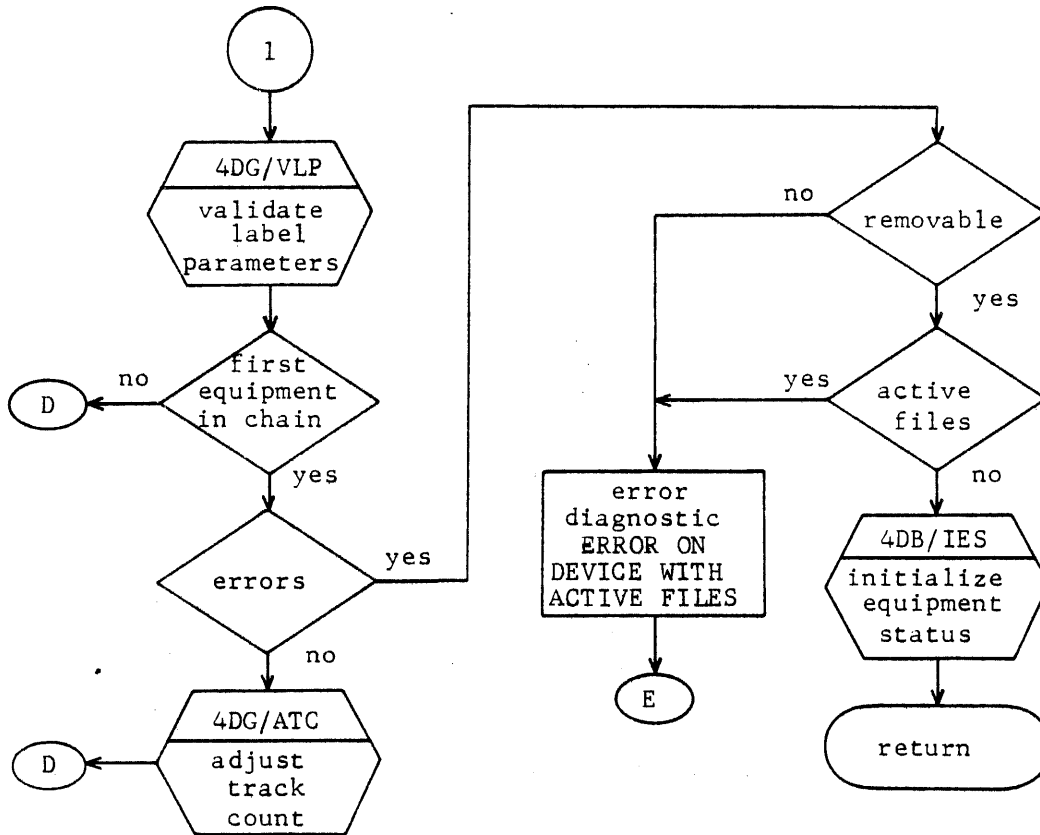 1
4DG/VLP
validate
label
parameters
first
equipment
in chain
no
D
yes
errors
yes
no
4DG/ATC
adjust
track
count
D
removable
no
yes
active
files
yes
no
error
diagnostic
ERROR ON
DEVICE WITH
ACTIVE FILES
E
4DB/IES
initialize
equipment
status
return